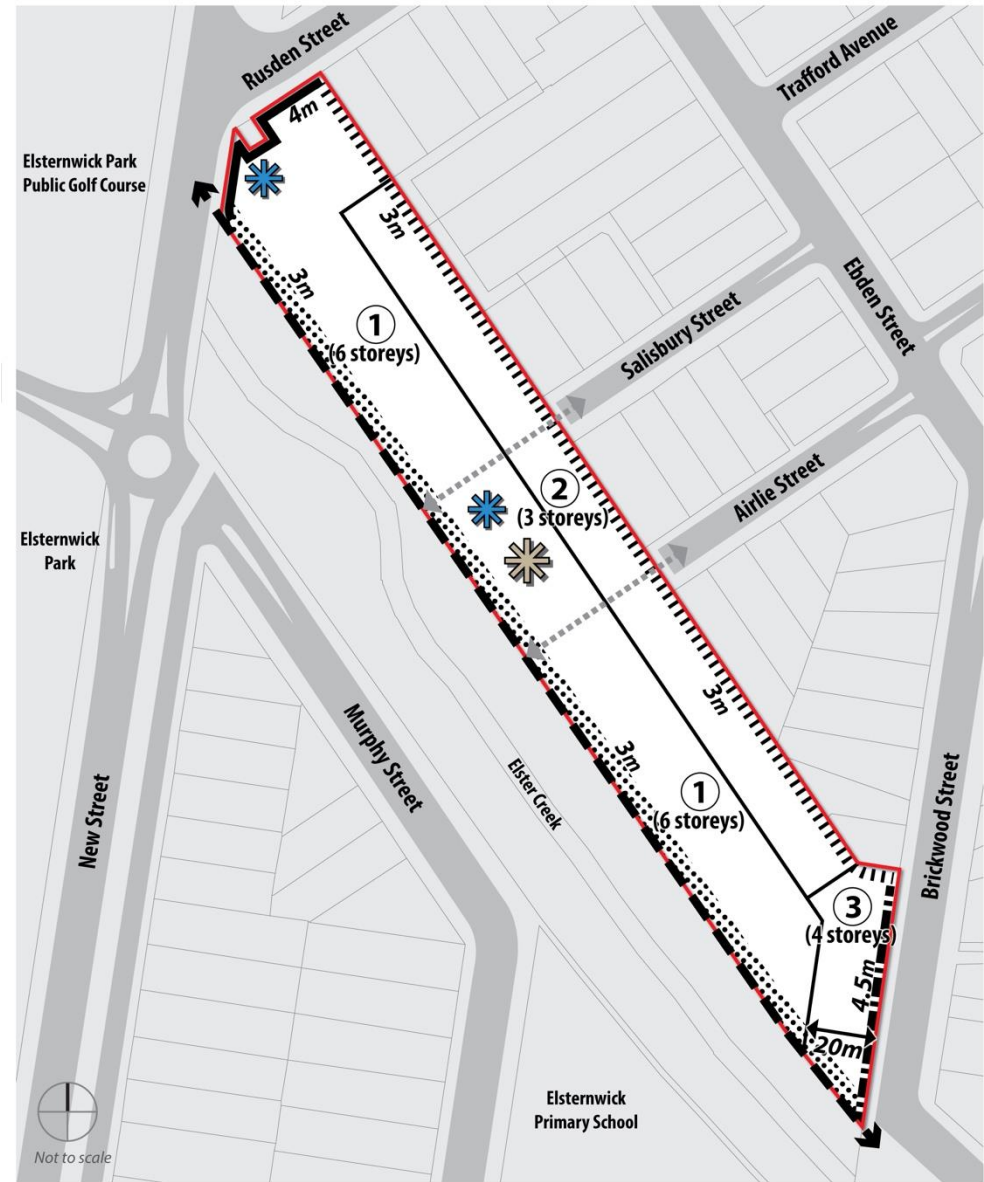 Rusden Street
Trafford Avenue
4m
Elsternwick Park
Public Golf Course
3m
3m
Ebden Street
1
(6 storeys)
Salisbury Street
2
(3 storeys)
Airlie Street
Elsternwick
Park
3m
Murphy Street
3m
Elster Creek
1
(6 storeys)
New Street
Brickwood Street
3
(4 storeys)
4.5m
20m
Elsternwick
Primary School
Not to scale